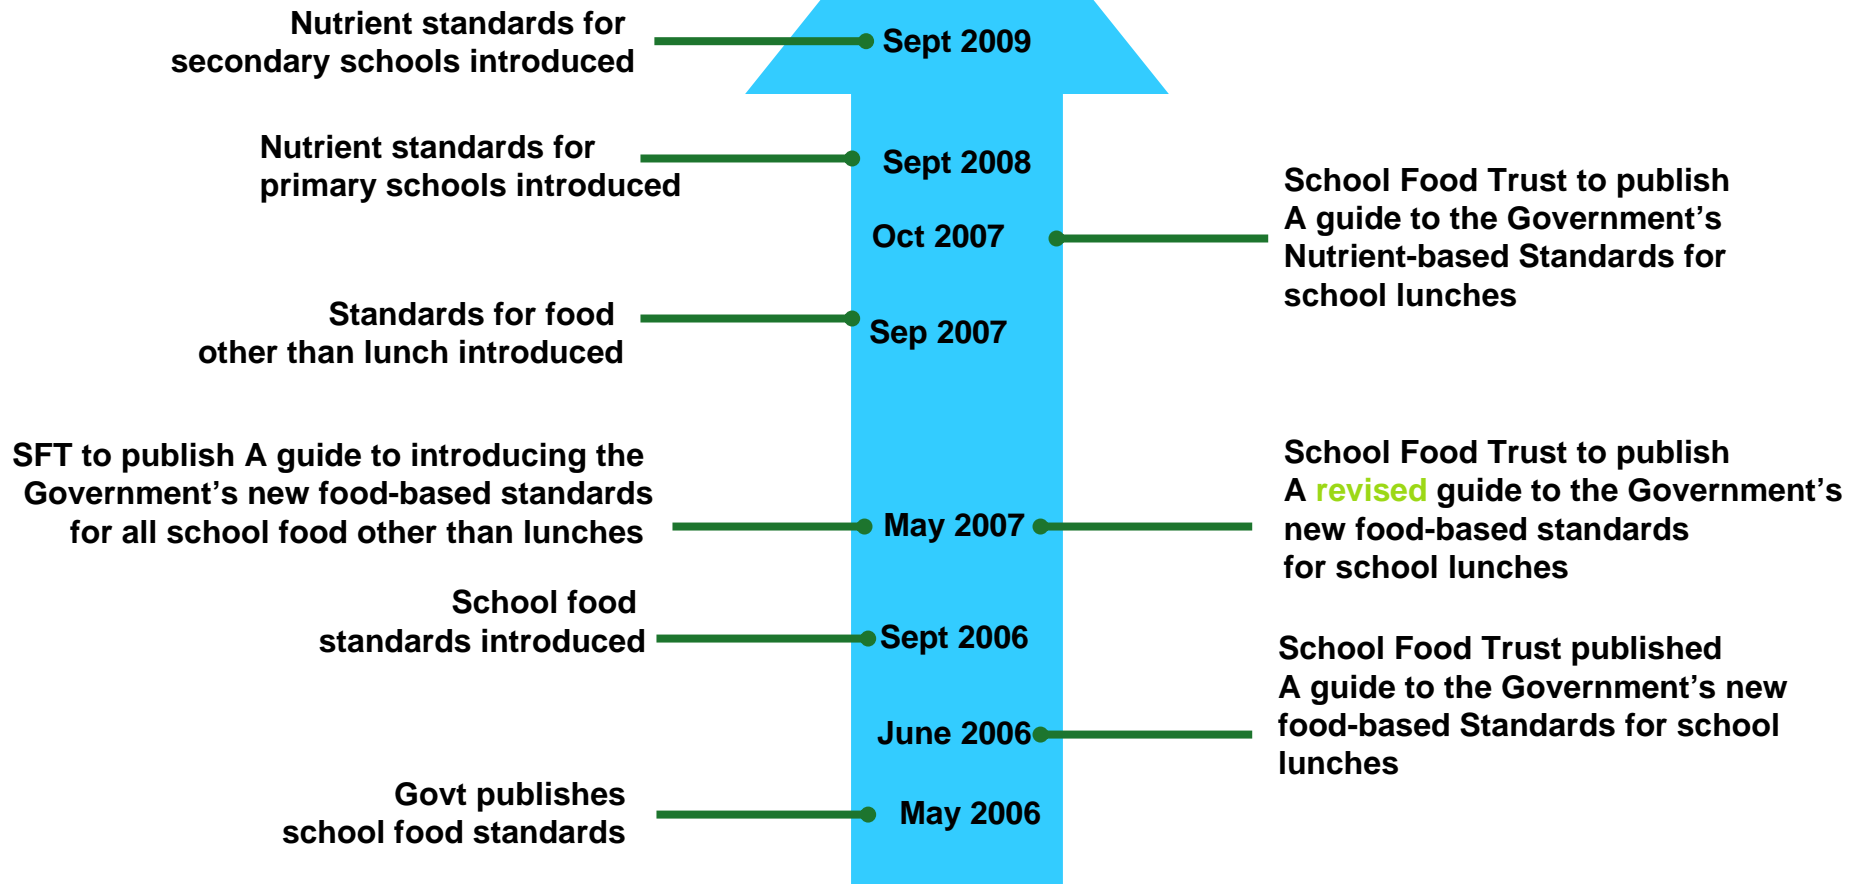 Nutrient standards for
secondary schools introduced
Sept 2009
Nutrient standards for
primary schools introduced
Sept 2008
School Food Trust to publish
A guide to the Government’s
Nutrient-based Standards for
school lunches
Oct 2007
Standards for food
other than lunch introduced
Sep 2007
SFT to publish A guide to introducing the
Government’s new food-based standards
for all school food other than lunches
May 2007
School Food Trust to publish
A revised guide to the Government’s
new food-based standards
for school lunches
School food
standards introduced
Sept 2006
School Food Trust published
A guide to the Government’s new
food-based Standards for school
lunches
June 2006
Govt publishes
school food standards
May 2006